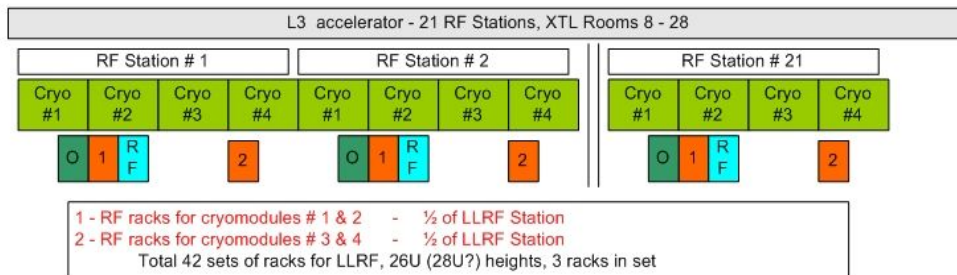 L3 accelerator - 21 RF Stations, XTL Rooms 8 - 28
RF Station # 1 RF Station # 2 RF Station # 21
Cryo #1 Cryo #2 Cryo #3 Cryo #4 Cryo #1 Cryo #2 Cryo #3 Cryo #4 Cryo #1 Cryo #2 Cryo #3 Cryo #4
O 1 RF 2 O 1 RF 2 O 1 RF 2
1 - RF racks for cryomodules # 1 & 2 - ½ of LLRF Station
2 - RF racks for cryomodules # 3 & 4 - ½ of LLRF Station
Total 42 sets of racks for LLRF, 26U (28U?) heights, 3 racks in set